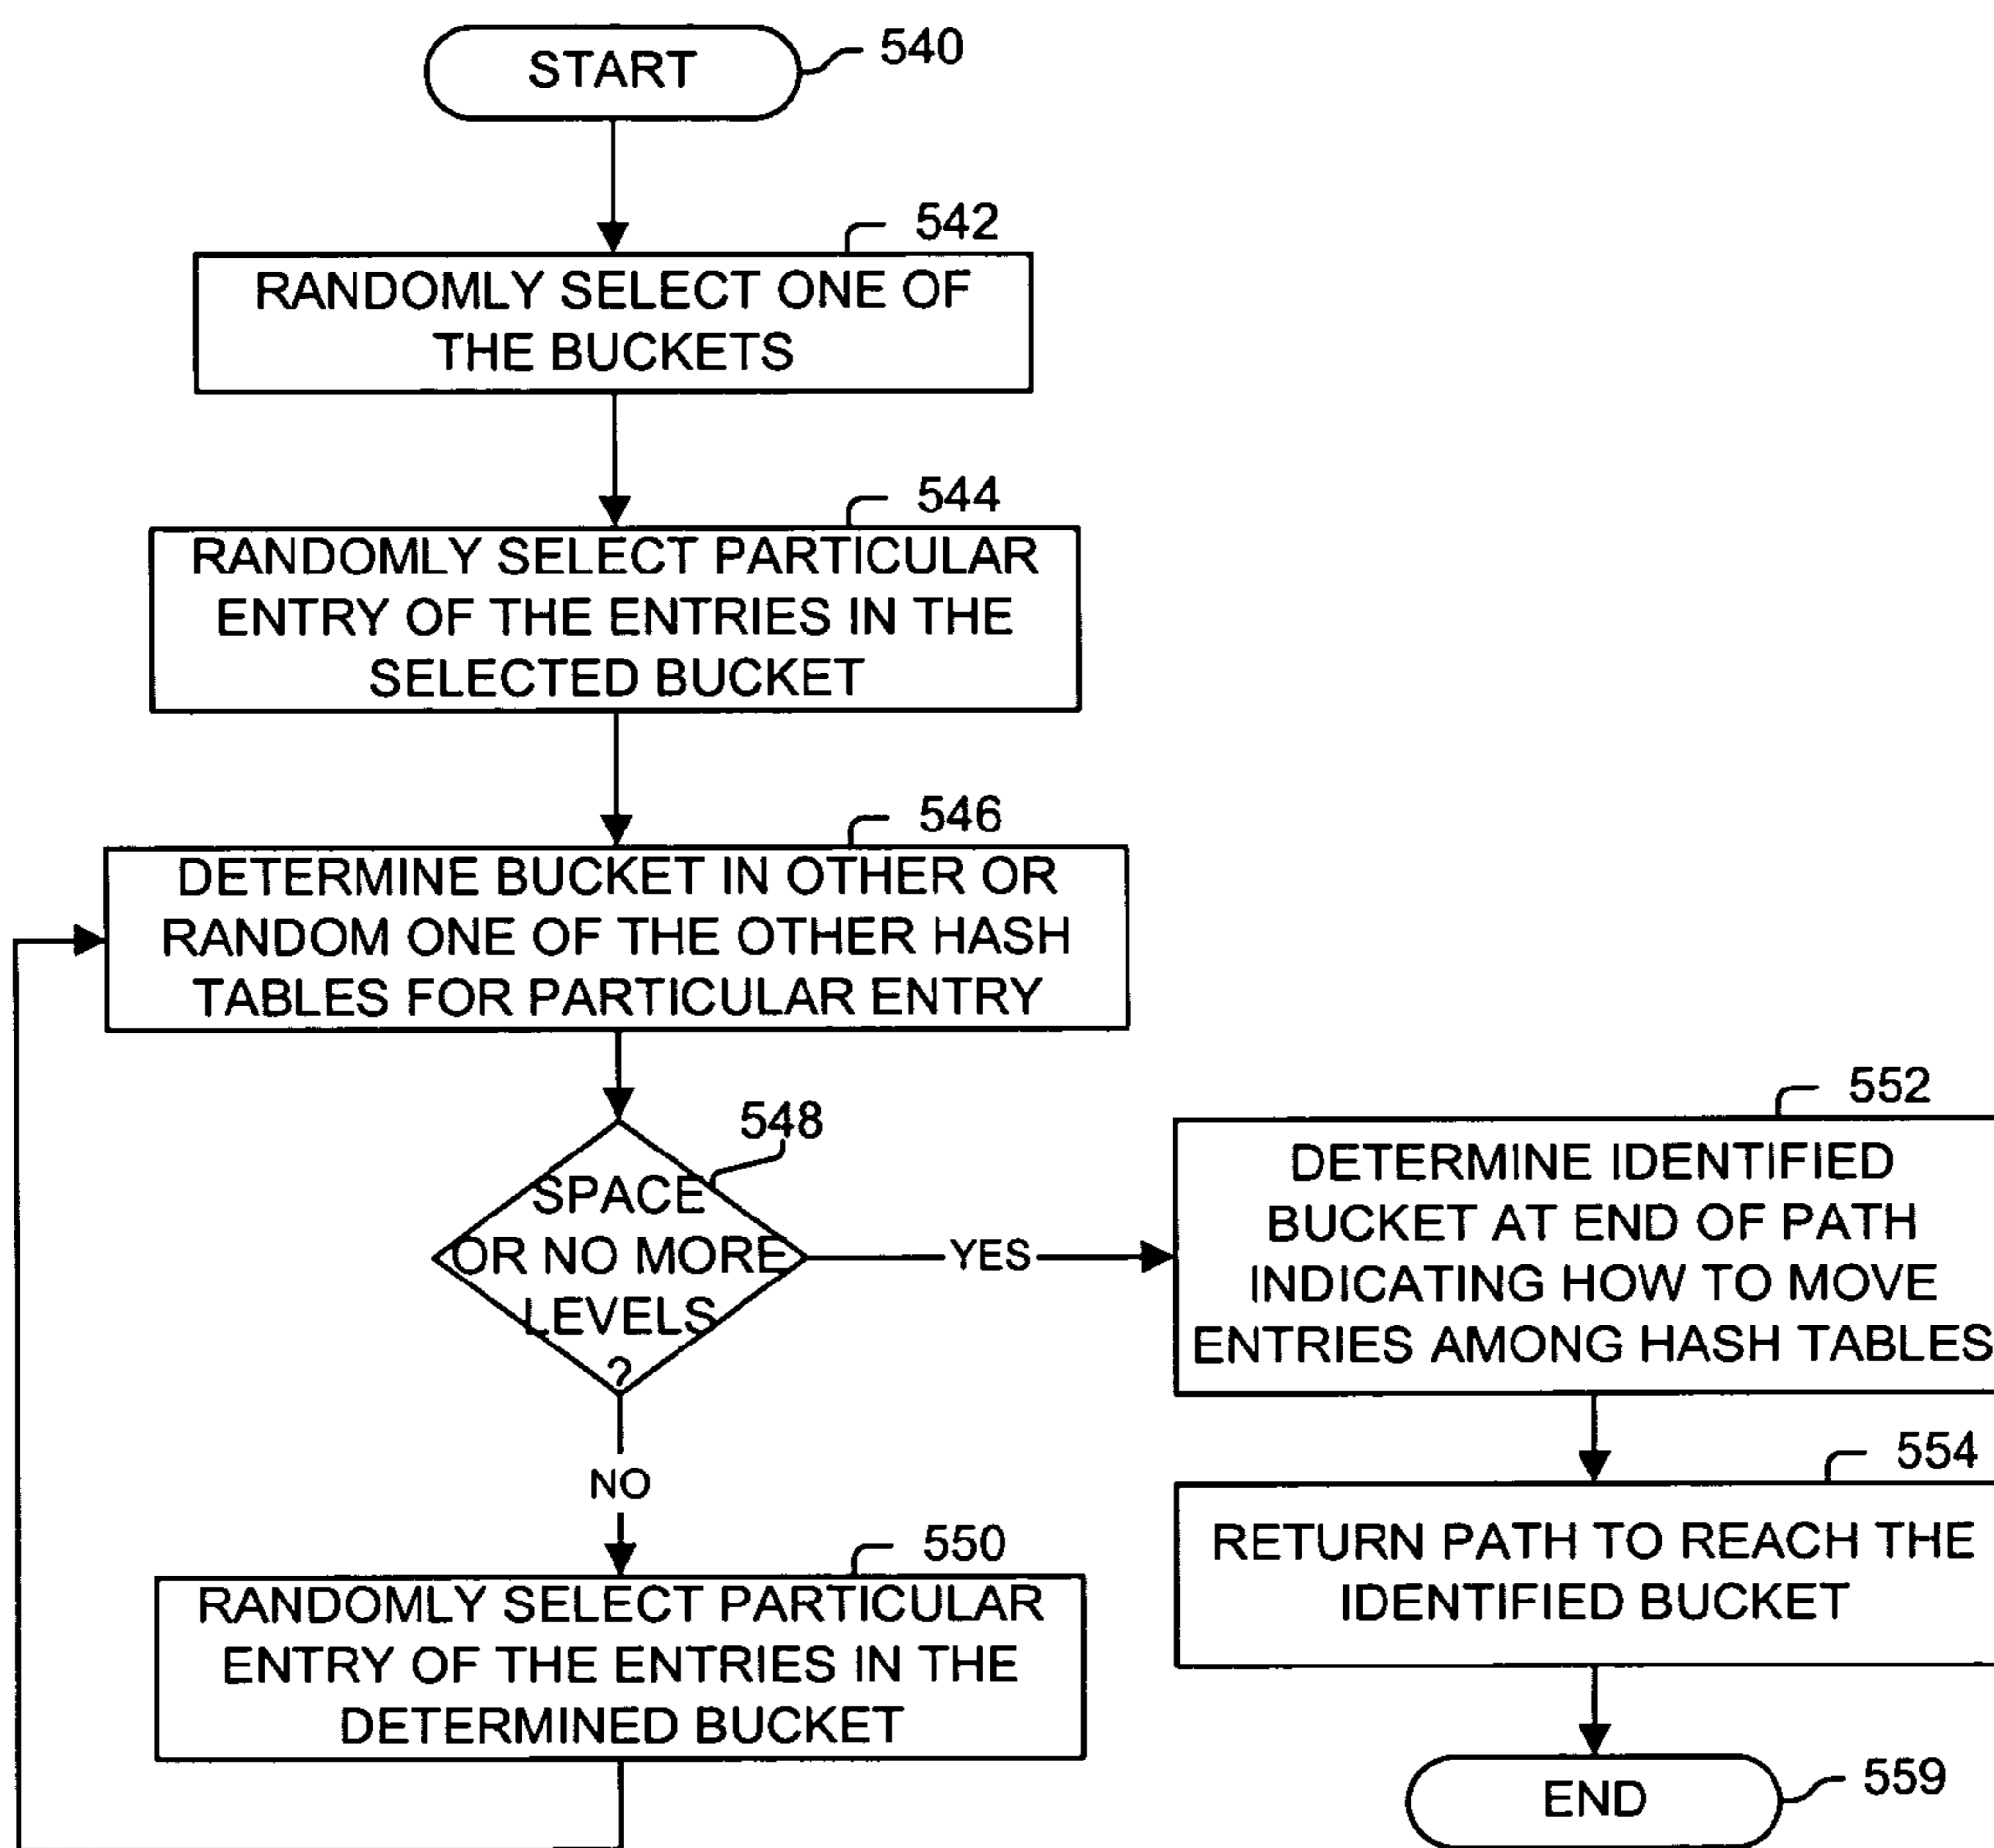 START
540
542
RANDOMLY SELECT ONE OF
THE BUCKETS
544
RANDOMLY SELECT PARTICULAR
ENTRY OF THE ENTRIES IN THE
SELECTED BUCKET
546
DETERMINE BUCKET IN OTHER OR
RANDOM ONE OF THE OTHER HASH
TABLES FOR PARTICULAR ENTRY
548
SPACE
OR NO MORE
LEVELS
?
YES
NO
550
RANDOMLY SELECT PARTICULAR
ENTRY OF THE ENTRIES IN THE
DETERMINED BUCKET
552
DETERMINE IDENTIFIED
BUCKET AT END OF PATH
INDICATING HOW TO MOVE
ENTRIES AMONG HASH TABLES
554
RETURN PATH TO REACH THE
IDENTIFIED BUCKET
END
559